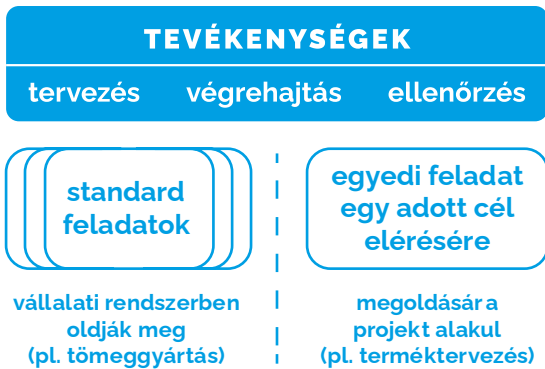 TEVÉKENYSÉGEK
tervezés végrehajtás ellenőrzés
standard
feladatok
egyedi feladat
egy adott cél
elérésére
vállalati rendszerben
oldják meg
(pl. tömeggyártás)
megoldására
projekt alakul
(pl. terméktervezés)